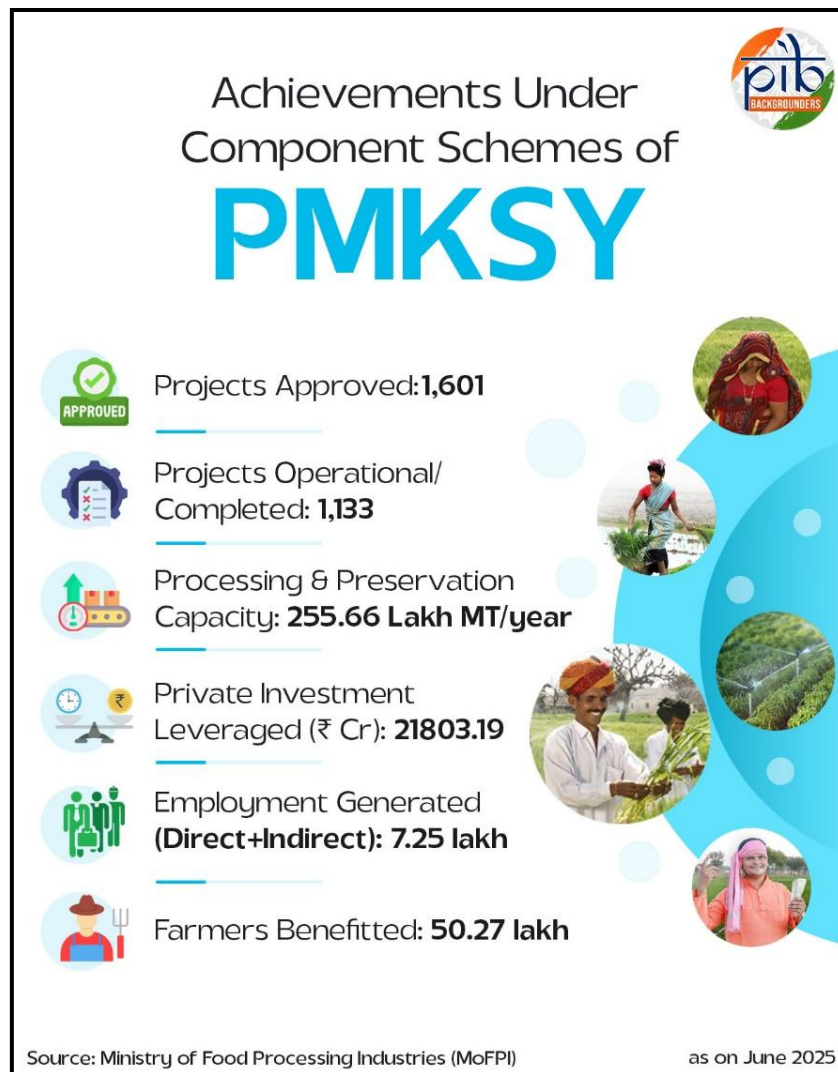 pib
BACKGROUNDERS
Achievements Under
Component Schemes of
PMKSY
APPROVED
Projects Approved:1,601
Projects Operational/
Completed: 1,133
Processing & Preservation
Capacity: 255.66 Lakh MT/year
Private Investment
Leveraged (₹ Cr): 21803.19
Employment Generated
(Direct+Indirect): 7.25 lakh
Farmers Benefitted: 50.27 lakh
Source: Ministry of Food Processing Industries (MoFPI)
as on June 2025